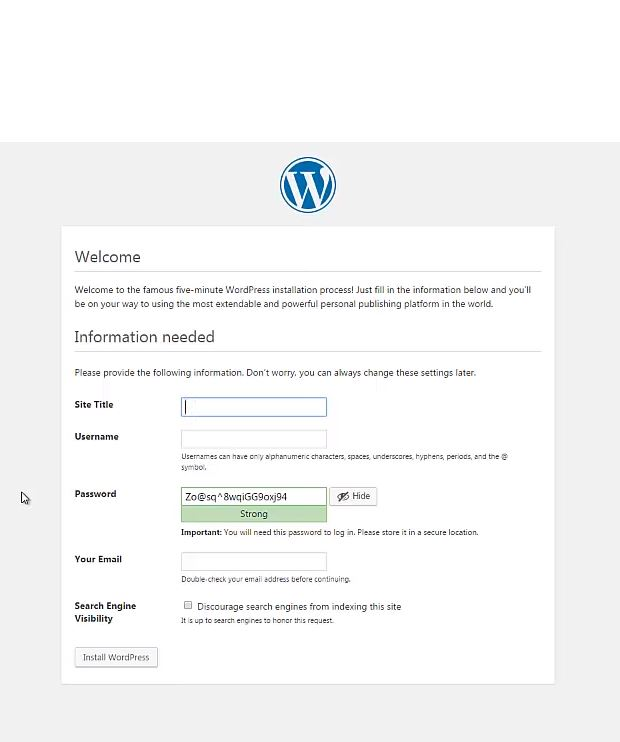 Welcome
Welcome to the famous five-minute WordPress installation process! Just fill in the information below and you'll
be on your way to using the most extendable and powerful personal publishing platform in the world.
Information needed
Please provide the following information. Don't worry, you can always change these settings later.
Site Title
Username
Usernames can have only alphanumeric characters, spaces, underscores, hyphens, periods, and the @
symbol.
Password
Zo@sq^8wqiGG9oxj94
Hide
Strong
Important: You will need this password to log in. Please store it in a secure location.
Your Email
Double-check your email address before continuing.
Search Engine
Visibility
Discourage search engines from indexing this site
It is up to search engines to honor this request.
Install WordPress